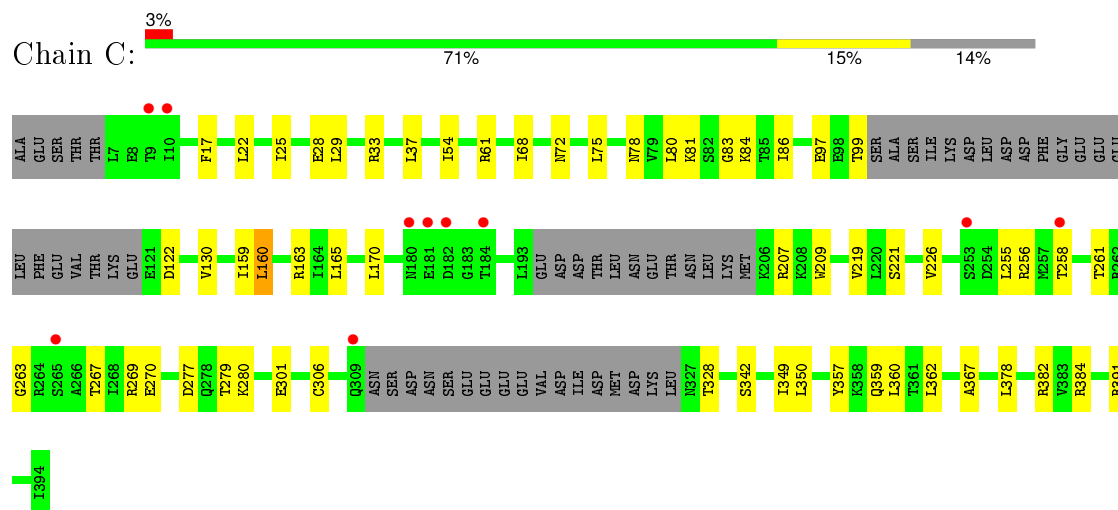 3%
Chain C:
71% 15% 14%
ALA GLU SER THR THR L7 E8 T9 I10 F17 L22 I25 E28 L29 R33 L37 I54 R61 I68 N72 L75 N78 V79 L80 K81 S82 G83 K84 T85 I86 E97 E98 T99 SER ALA SER ILE LYS ASP LEU ASP ASP PHE GLY GLU GLU GLU
LEU PHE GLU VAL THR LYS GLU E121 D122 V130 I159 L160 R163 I164 L165 L170 N180 E181 D182 G183 T184 L193 GLU ASP ASP THR LEU ASN GLU THR ASN LEU LYS MET K206 R207 K208 W209 V219 L220 S221 V226 S253 D254 L255 R256 M257 T258 T261 R262
G263 R264 S265 A266 T267 I268 R269 E270 D277 Q278 T279 K280 E301 C306 Q309 ASN SER ASP ASN SER GLU GLU GLU GLU VAL ASP ILE ASP MET ASP LYS LEU N327 T328 S342 I349 L350 Y357 K358 Q359 L360 T361 L362 A367 L378 R382 V383 R384 R391
I394